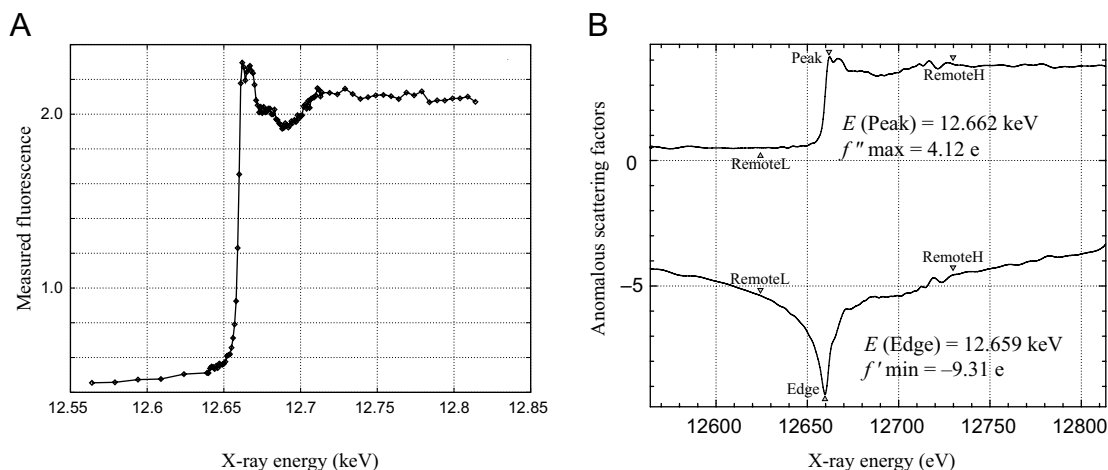 A
Measured fluorescence
2.0
1.0
12.55 12.6 12.65 12.7 12.75 12.8 12.85
X-ray energy (keV)
B
Anomalous scattering factors
Peak
RemoteH
E (Peak) = 12.662 keV
f″ max = 4.12 e
RemoteL
0
RemoteH
RemoteL
−5
E (Edge) = 12.659 keV
f′ min = –9.31 e
Edge
12600 12650 12700 12750 12800
X-ray energy (eV)